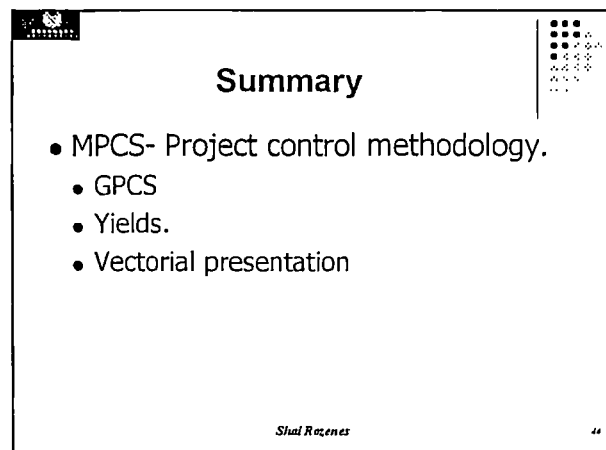 Summary
• MPCS- Project control methodology.
• GPCS
• Yields.
• Vectorial presentation
Shai Rozenes